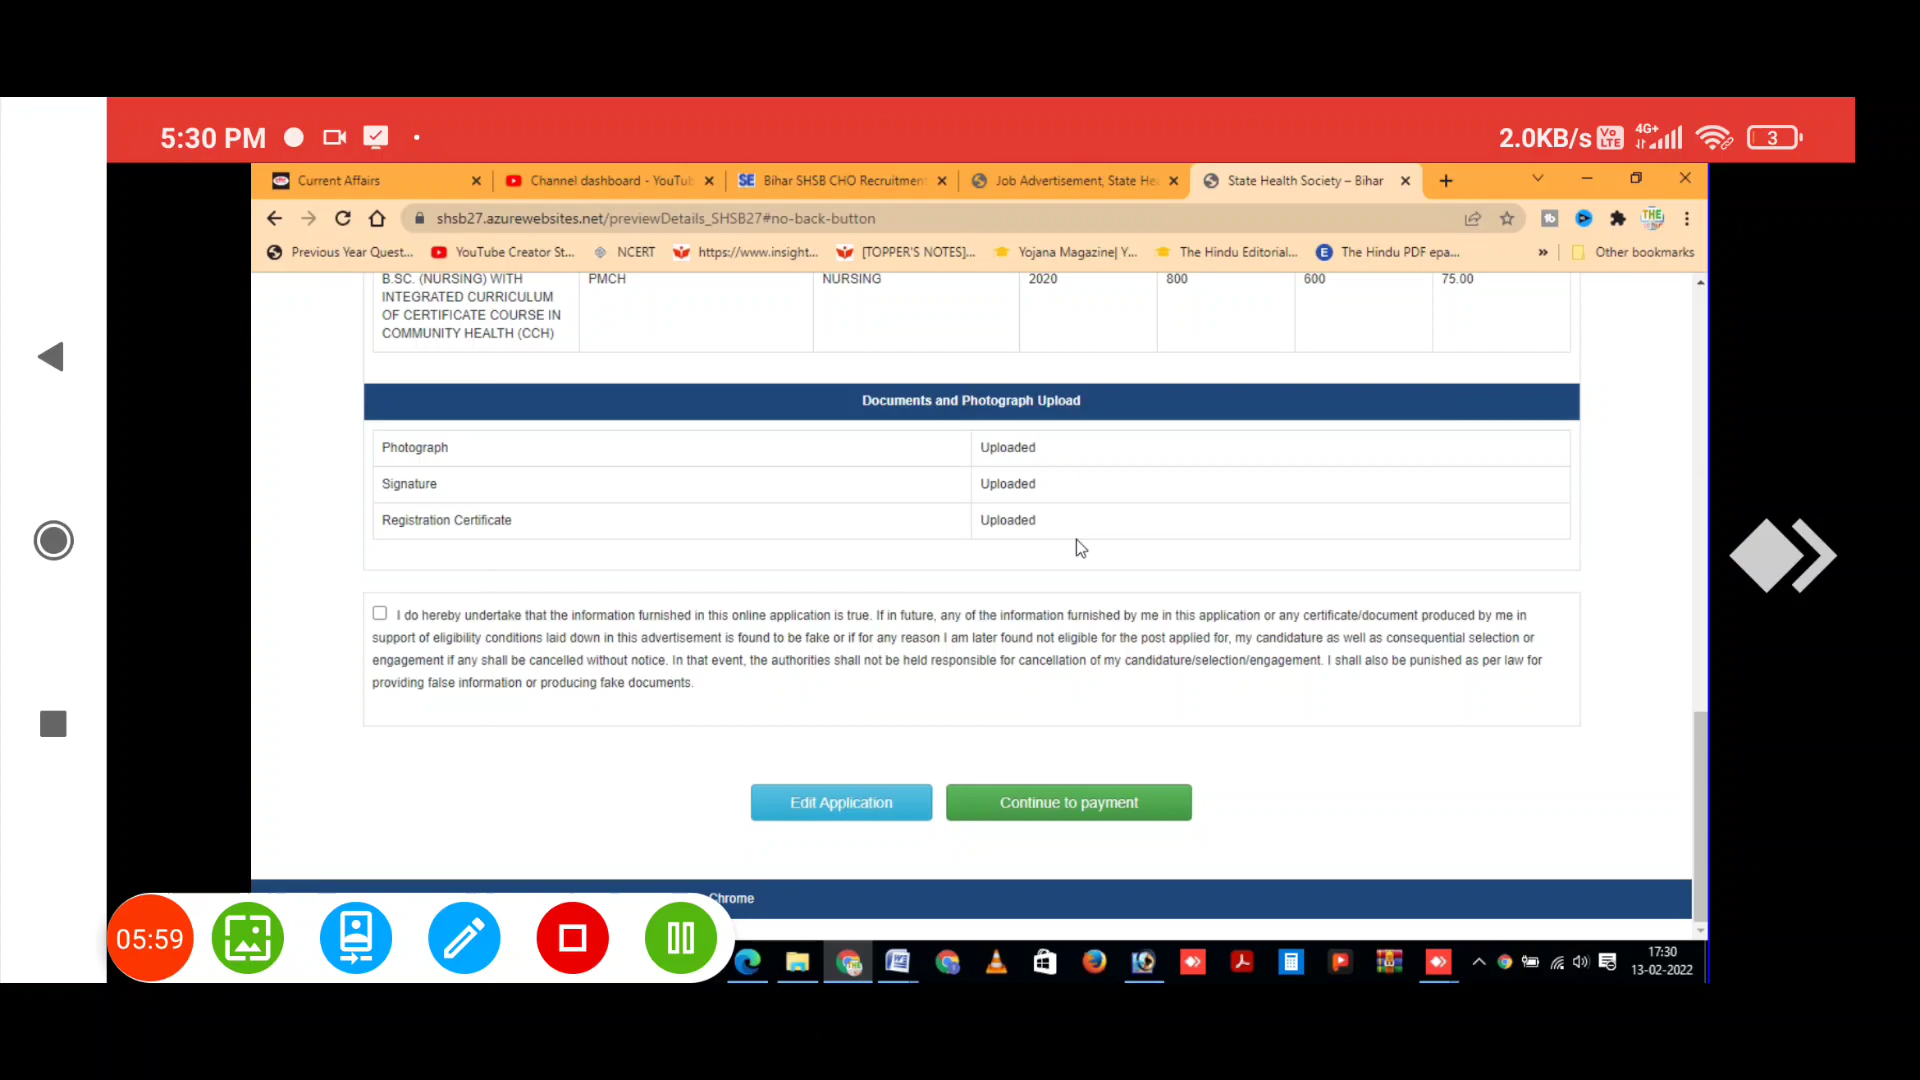 5:30 PM
2.0KB/s Vo LTE 4G+ 3
Current Affairs
Channel dashboard - YouTub
SE Bihar SHSB CHO Recruitment
Job Advertisement, State He
State Health Society – Bihar
shsb27.azurewebsites.net/previewDetails_SHSB27#no-back-button
THE
Previous Year Quest...
YouTube Creator St...
NCERT
https://www.insight...
[TOPPER'S NOTES]...
Yojana Magazine| Y...
The Hindu Editorial...
E The Hindu PDF epa...
» Other bookmarks
B.SC. (NURSING) WITH
INTEGRATED CURRICULUM
OF CERTIFICATE COURSE IN
COMMUNITY HEALTH (CCH)
PMCH
NURSING
2020
800
600
75.00
Documents and Photograph Upload
Photograph Uploaded
Signature Uploaded
Registration Certificate Uploaded
I do hereby undertake that the information furnished in this online application is true. If in future, any of the information furnished by me in this application or any certificate/document produced by me in
support of eligibility conditions laid down in this advertisement is found to be fake or if for any reason I am later found not eligible for the post applied for, my candidature as well as consequential selection or
engagement if any shall be cancelled without notice. In that event, the authorities shall not be held responsible for cancellation of my candidature/selection/engagement. I shall also be punished as per law for
providing false information or producing fake documents.
Edit Application
Continue to payment
Chrome
05:59
17:30
13-02-2022